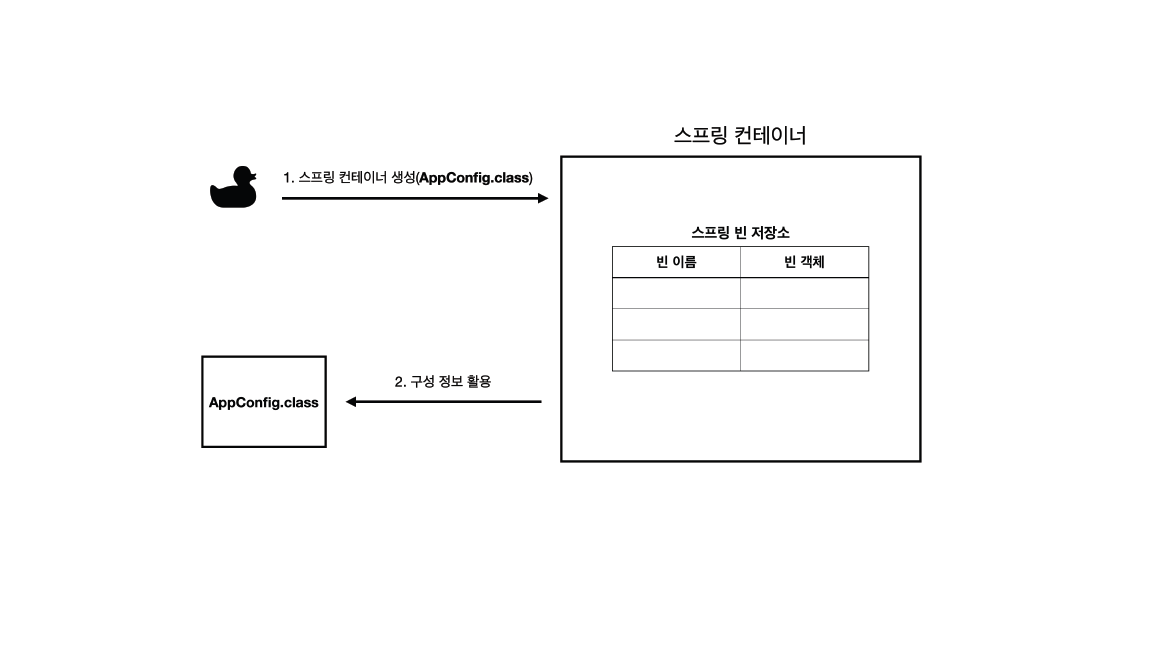 스프링 컨테이너
1. 스프링 컨테이너 생성(AppConfig.class)
스프링 빈 저장소
빈 이름 빈 객체
2. 구성 정보 활용
AppConfig.class